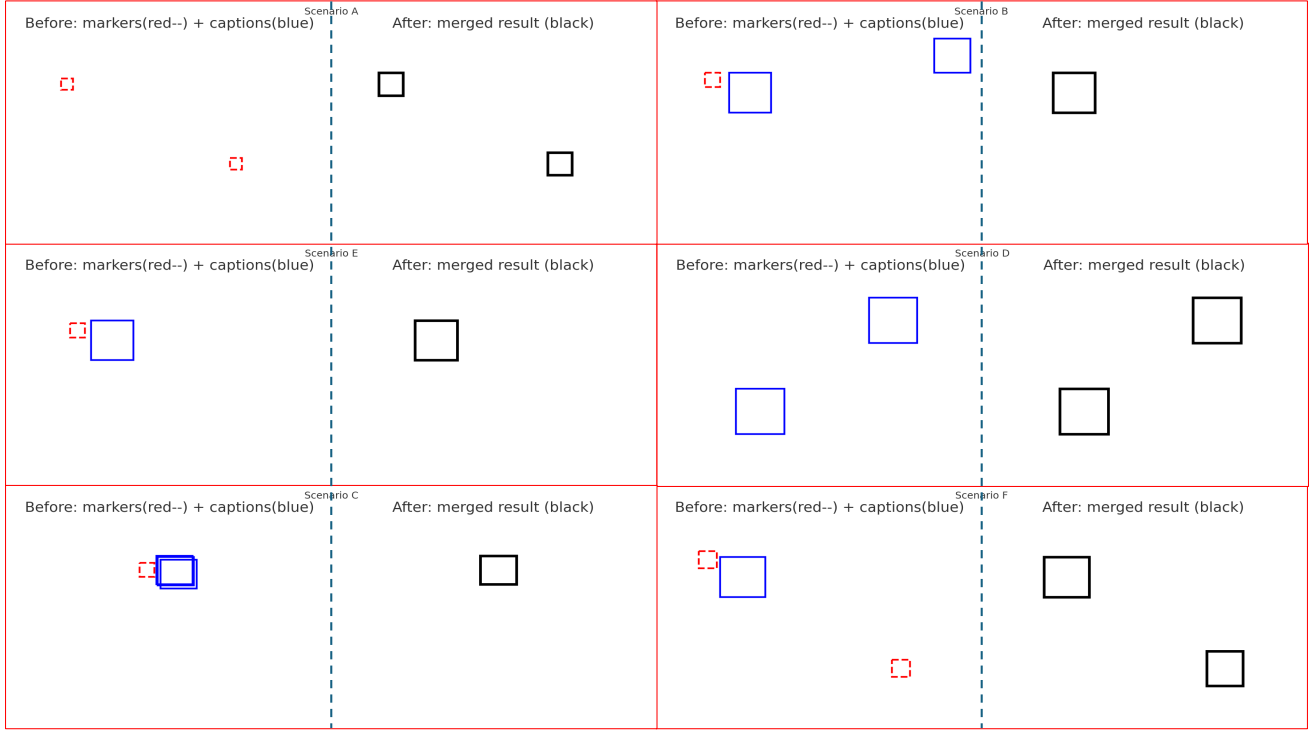 Scenario A
Before: markers(red--) + captions(blue)
After: merged result (black)
Scenario B
Before: markers(red--) + captions(blue)
After: merged result (black)
Scenario E
Before: markers(red--) + captions(blue)
After: merged result (black)
Scenario D
Before: markers(red--) + captions(blue)
After: merged result (black)
Scenario C
Before: markers(red--) + captions(blue)
After: merged result (black)
Scenario F
Before: markers(red--) + captions(blue)
After: merged result (black)